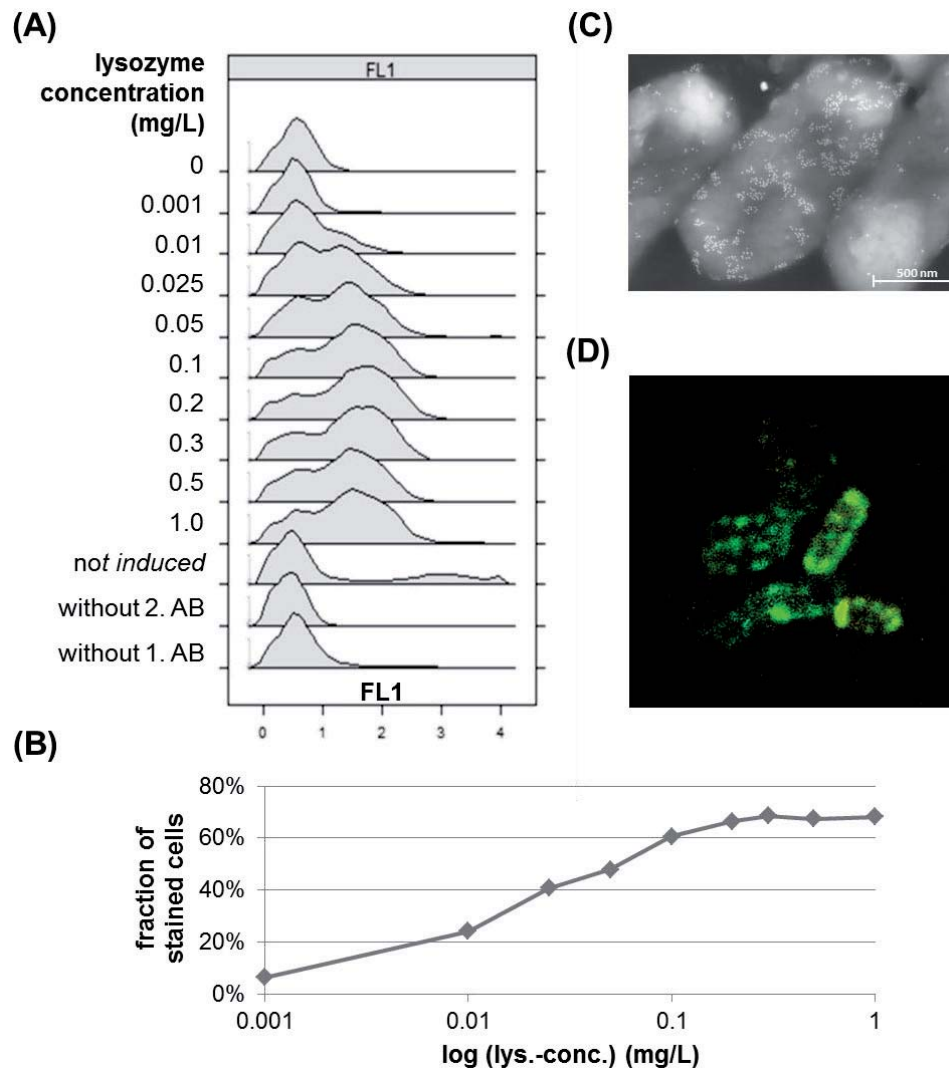 (A)
lysozyme
concentration
(mg/L)
FL1
0
0.001
0.01
0.025
0.05
0.1
0.2
0.3
0.5
1.0
not induced
without 2. AB
without 1. AB
FL1
0 1 2 3 4
(C)
500 nm
(D)
(B)
fraction of
stained cells
80%
60%
40%
20%
0%
0.001 0.01 0.1 1
log (lys.-conc.) (mg/L)